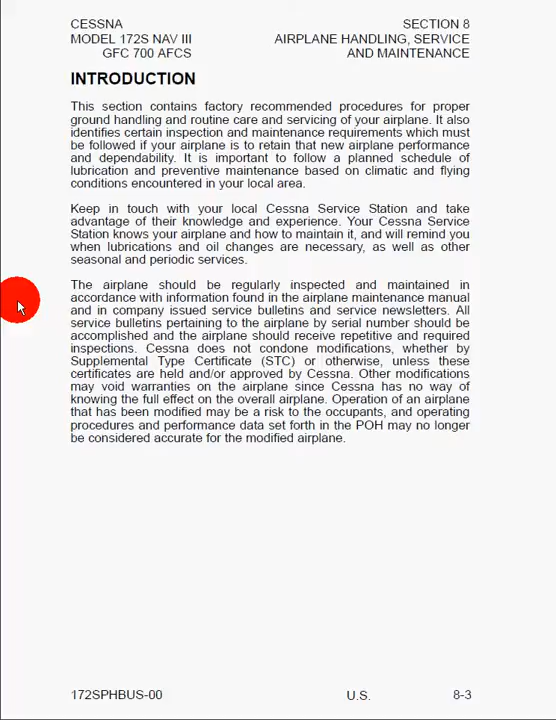 CESSNA
MODEL 172S NAV III
GFC 700 AFCS
SECTION 8
AIRPLANE HANDLING, SERVICE
AND MAINTENANCE
INTRODUCTION
This section contains factory recommended procedures for proper
ground handling and routine care and servicing of your airplane. It also
identifies certain inspection and maintenance requirements which must
be followed if your airplane is to retain that new airplane performance
and dependability. It is important to follow a planned schedule of
lubrication and preventive maintenance based on climatic and flying
conditions encountered in your local area.
Keep in touch with your local Cessna Service Station and take
advantage of their knowledge and experience. Your Cessna Service
Station knows your airplane and how to maintain it, and will remind you
when lubrications and oil changes are necessary, as well as other
seasonal and periodic services.
The airplane should be regularly inspected and maintained in
accordance with information found in the airplane maintenance manual
and in company issued service bulletins and service newsletters. All
service bulletins pertaining to the airplane by serial number should be
accomplished and the airplane should receive repetitive and required
inspections. Cessna does not condone modifications, whether by
Supplemental Type Certificate (STC) or otherwise, unless these
certificates are held and/or approved by Cessna. Other modifications
may void warranties on the airplane since Cessna has no way of
knowing the full effect on the overall airplane. Operation of an airplane
that has been modified may be a risk to the occupants, and operating
procedures and performance data set forth in the POH may no longer
be considered accurate for the modified airplane.
172SPHBUS-00
U.S.
8-3